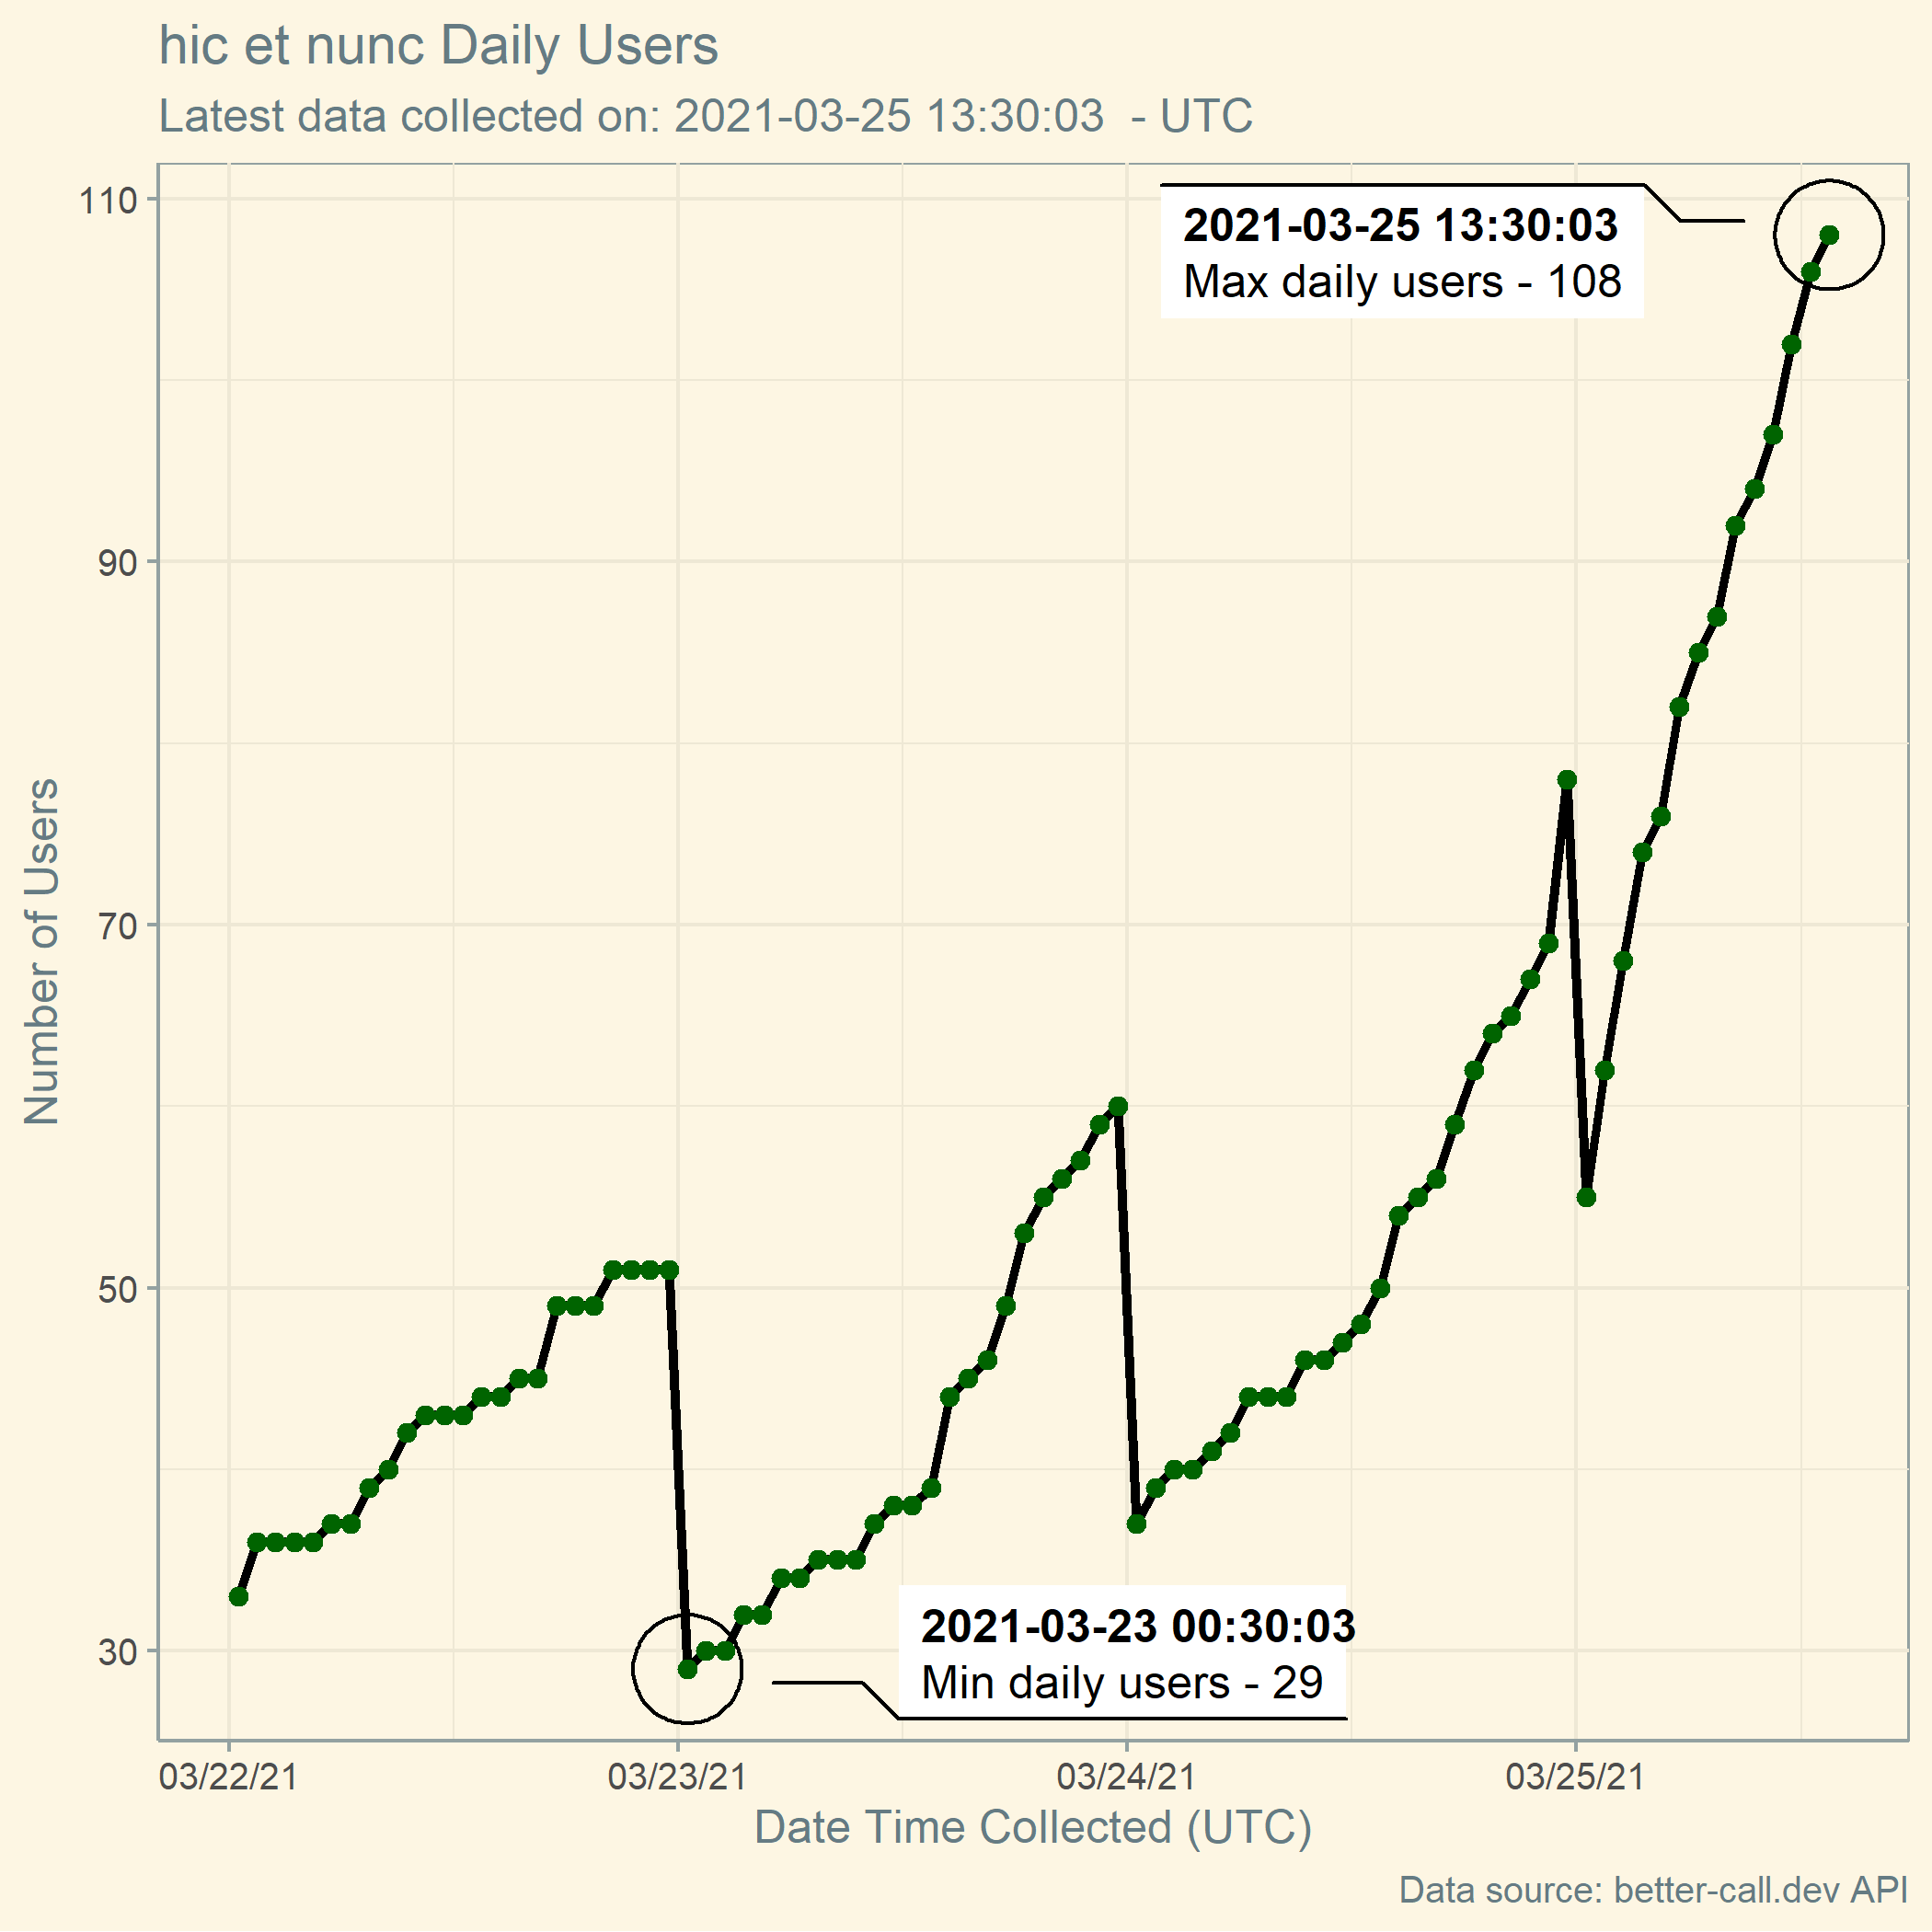 hic et nunc Daily Users
Latest data collected on: 2021-03-25 13:30:03  - UTC
110
2021-03-25 13:30:03
Max daily users - 108
90
Number of Users
70
50
2021-03-23 00:30:03
30
Min daily users - 29
03/22/21 03/23/21 03/24/21 03/25/21
Date Time Collected (UTC)
Data source: better-call.dev API